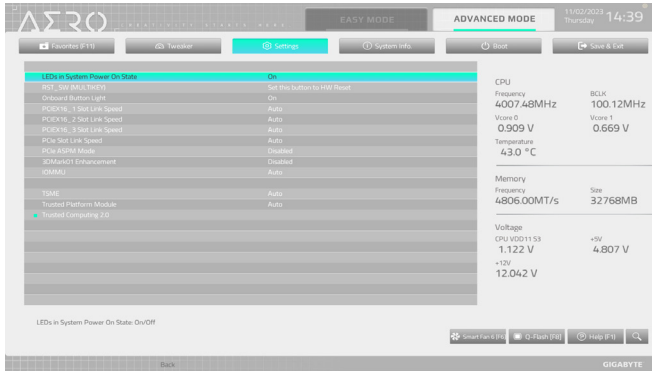 AERO
CREATIVITY STARTS HERE.
EASY MODE
ADVANCED MODE
11/02/2023
Thursday
14:39
Favorites (F11)
Tweaker
Settings
System Info.
Boot
Save & Exit
LEDs in System Power On State On
RST_SW (MULTIKEY) Set this button to HW Reset
Onboard Button Light On
PCIEX16_1 Slot Link Speed Auto
PCIEX16_2 Slot Link Speed Auto
PCIEX16_3 Slot Link Speed Auto
PCIe Slot Link Speed Auto
PCIe ASPM Mode Disabled
3DMark01 Enhancement Disabled
IOMMU Auto
TSME Auto
Trusted Platform Module Auto
Trusted Computing 2.0
CPU
Frequency BCLK
4007.48MHz 100.12MHz
Vcore 0 Vcore 1
0.909 V 0.669 V
Temperature
43.0 °C
Memory
Frequency Size
4806.00MT/s 32768MB
Voltage
CPU VDD11 S3 +5V
1.122 V 4.807 V
+12V
12.042 V
LEDs in System Power On State: On/Off
Smart Fan 6 (F6)
Q-Flash (F8)
Help (F1)
Back
GIGABYTE